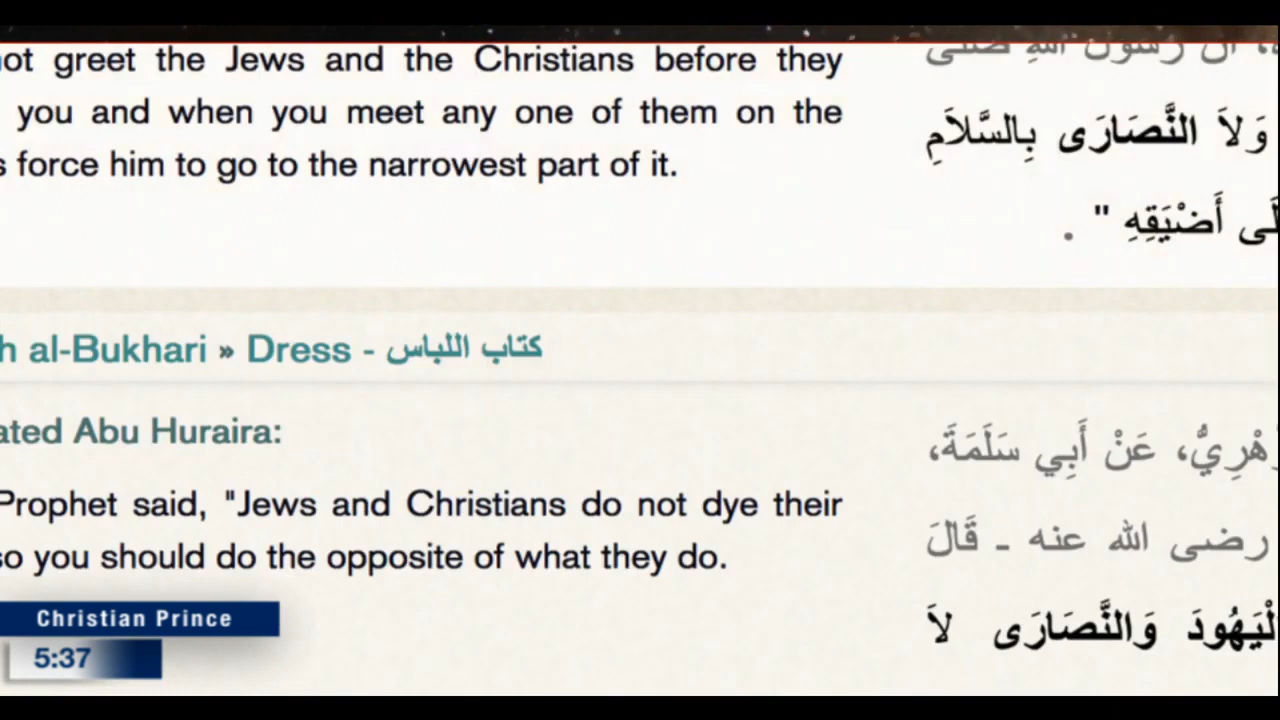 not greet the Jews and the Christians before they
you and when you meet any one of them on the
force him to go to the narrowest part of it.
وَلاَ النَّصَارَى بِالسَّلاَمِ
أَضْيَقِهِ " .
al-Bukhari » Dress - كتاب اللباس
Abu Huraira:
Prophet said, "Jews and Christians do not dye their
so you should do the opposite of what they do.
عَنْ أَبِي سَلَمَةَ،
رضى الله عنه ـ قَالَ
الْيَهُودَ وَالنَّصَارَى لاَ
Christian Prince
5:37